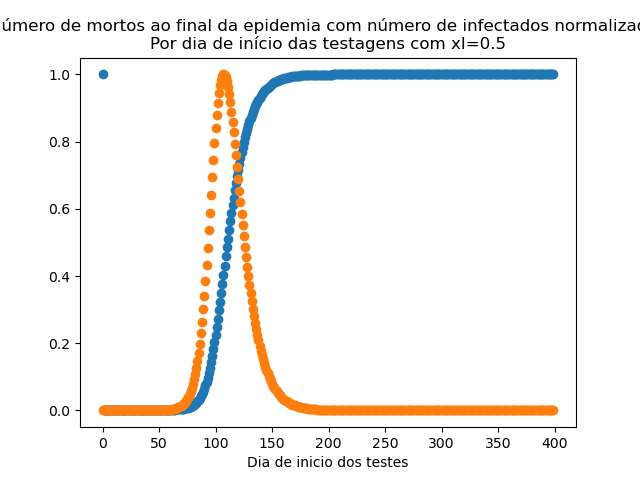 úmero de mortos ao final da epidemia com número de infectados normaliza
Por dia de início das testagens com xl=0.5
1.0
0.8
0.6
0.4
0.2
0.0
0 50 100 150 200 250 300 350 400
Dia de inicio dos testes